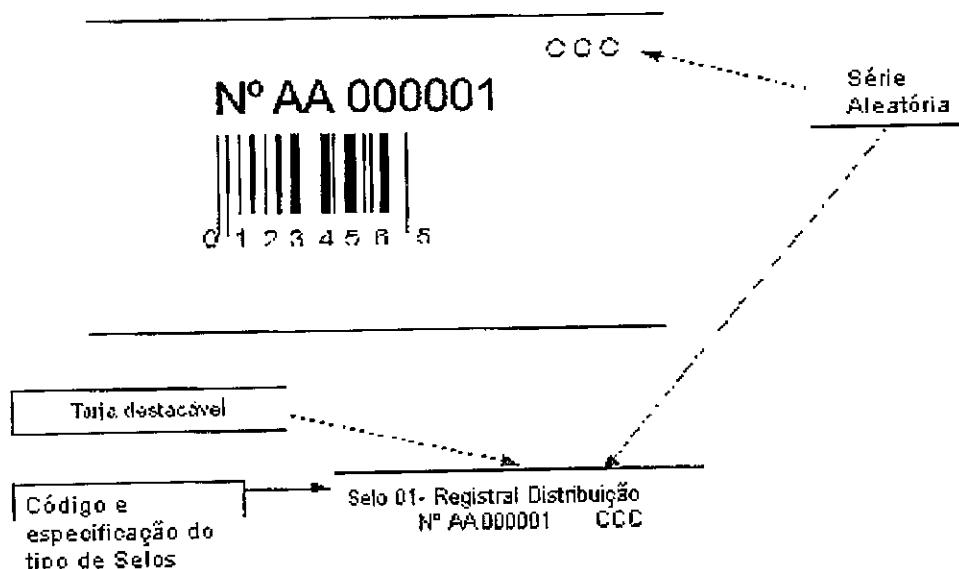 CCC
Nº AA 000001
0 1 2 3 4 5 6 5
Série
Aleatória
Tarja destacável
Selo 01- Registral Distribuição
Nº AA 000001 CCC
Código e
especificação do
tipo de Selos